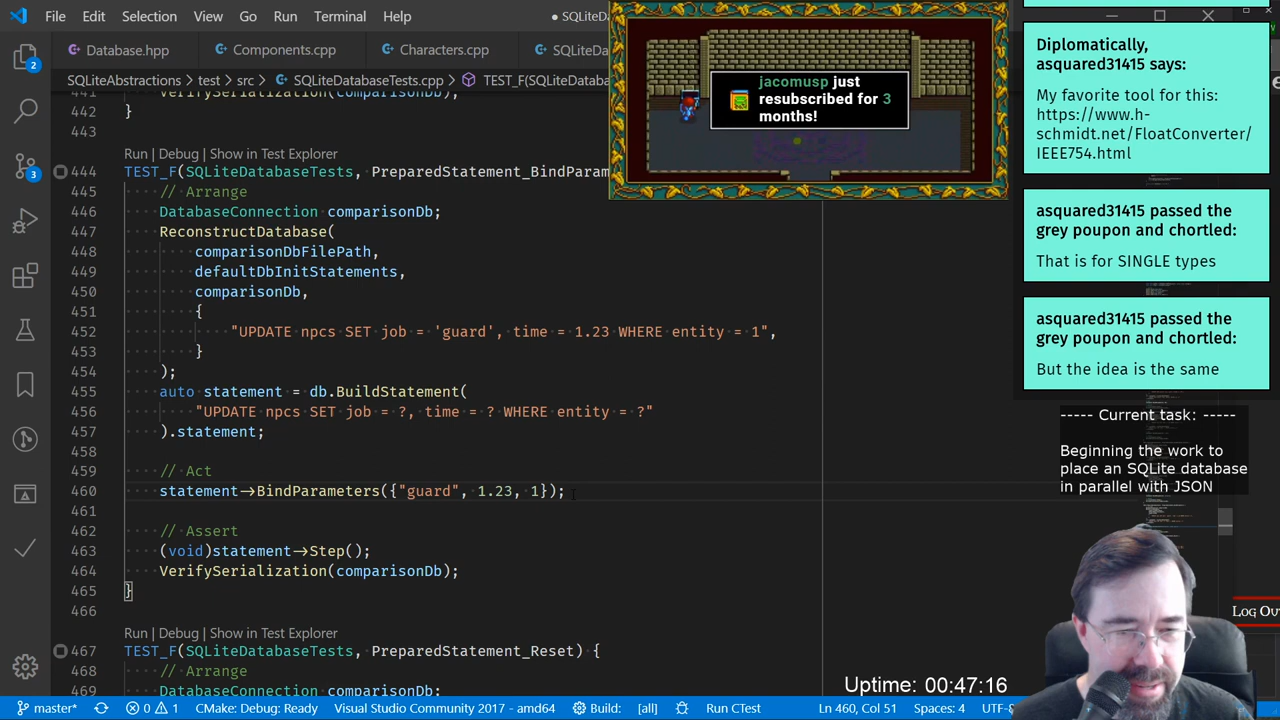 File Edit Selection View Go Run Terminal Help
● SQLite
Database.hpp Components.cpp Characters.cpp SQLiteDa
SQLiteAbstractions > test > src > SQLiteDatabaseTests.cpp > TEST_F(SQLiteDataba
441 VerifySerialization(comparisonDb);
442 }
443
Run | Debug | Show in Test Explorer
444 TEST_F(SQLiteDatabaseTests, PreparedStatement_BindParam
445 // Arrange
446 DatabaseConnection comparisonDb;
447 ReconstructDatabase(
448 comparisonDbFilePath,
449 defaultDbInitStatements,
450 comparisonDb,
451 {
452 "UPDATE npcs SET job = 'guard', time = 1.23 WHERE entity = 1",
453 }
454 );
455 auto statement = db.BuildStatement(
456 "UPDATE npcs SET job = ?, time = ? WHERE entity = ?"
457 ).statement;
458
459 // Act
460 statement->BindParameters({"guard", 1.23, 1});
461
462 // Assert
463 (void)statement->Step();
464 VerifySerialization(comparisonDb);
465 }
466
Run | Debug | Show in Test Explorer
467 TEST_F(SQLiteDatabaseTests, PreparedStatement_Reset) {
468 // Arrange
469 DatabaseConnection comparisonDb;
2
3
jacomusp just
resubscribed for 3
months!
Diplomatically,
asquared31415 says:
My favorite tool for this:
https://www.h-
schmidt.net/FloatConverter/
IEEE754.html
asquared31415 passed the
grey poupon and chortled:
That is for SINGLE types
asquared31415 passed the
grey poupon and chortled:
But the idea is the same
----- Current task: -----
Beginning the work to
place an SQLite database
in parallel with JSON
Log Ou
Uptime: 00:47:16
master* 0 1 CMake: Debug: Ready Visual Studio Community 2017 - amd64 Build: [all] Run CTest Ln 460, Col 51 Spaces: 4 UTF-8